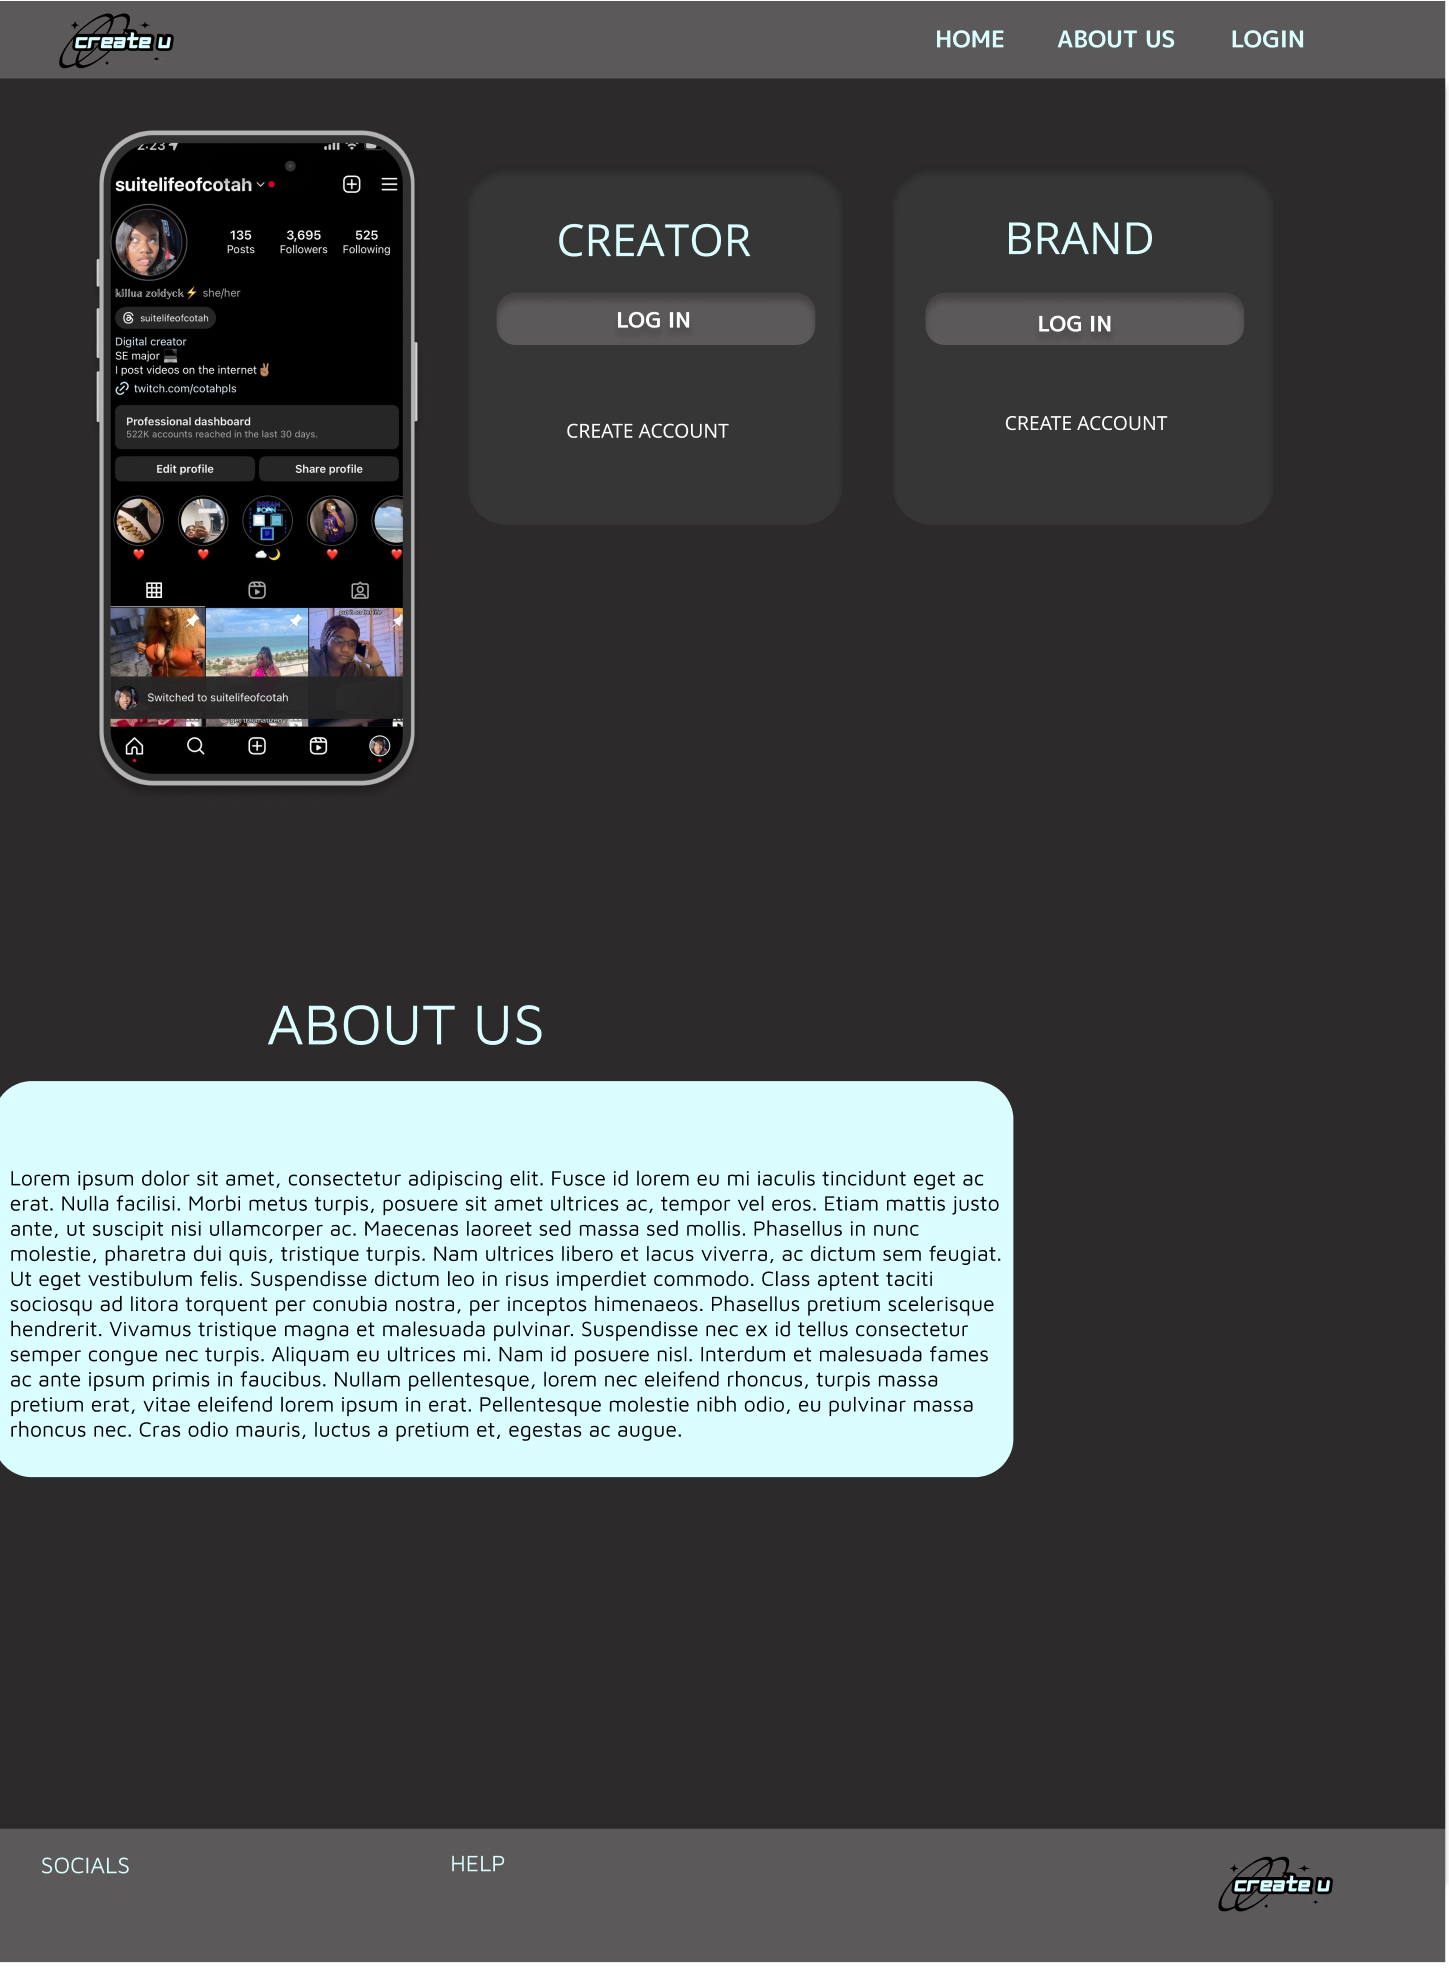 create u
HOME
ABOUT US
LOGIN
2:23
suitelifeofcotah
135
Posts
3,695
Followers
525
Following
killua zoldyck⚡ she/her
suitelifeofcotah
Digital creator
SE major 💻
I post videos on the internet✌🏽
twitch.com/cotahpls
Professional dashboard
522K accounts reached in the last 30 days.
Edit profile
Share profile
❤️
❤️
☁️🌙
❤️
❤️
Switched to suitelifeofcotah
get traumatized
CREATOR
LOG IN
CREATE ACCOUNT
BRAND
LOG IN
CREATE ACCOUNT
ABOUT US
Lorem ipsum dolor sit amet, consectetur adipiscing elit. Fusce id lorem eu mi iaculis tincidunt eget ac
erat. Nulla facilisi. Morbi metus turpis, posuere sit amet ultrices ac, tempor vel eros. Etiam mattis justo
ante, ut suscipit nisi ullamcorper ac. Maecenas laoreet sed massa sed mollis. Phasellus in nunc
molestie, pharetra dui quis, tristique turpis. Nam ultrices libero et lacus viverra, ac dictum sem feugiat.
Ut eget vestibulum felis. Suspendisse dictum leo in risus imperdiet commodo. Class aptent taciti
sociosqu ad litora torquent per conubia nostra, per inceptos himenaeos. Phasellus pretium scelerisque
hendrerit. Vivamus tristique magna et malesuada pulvinar. Suspendisse nec ex id tellus consectetur
semper congue nec turpis. Aliquam eu ultrices mi. Nam id posuere nisl. Interdum et malesuada fames
ac ante ipsum primis in faucibus. Nullam pellentesque, lorem nec eleifend rhoncus, turpis massa
pretium erat, vitae eleifend lorem ipsum in erat. Pellentesque molestie nibh odio, eu pulvinar massa
rhoncus nec. Cras odio mauris, luctus a pretium et, egestas ac augue.
SOCIALS
HELP
create u